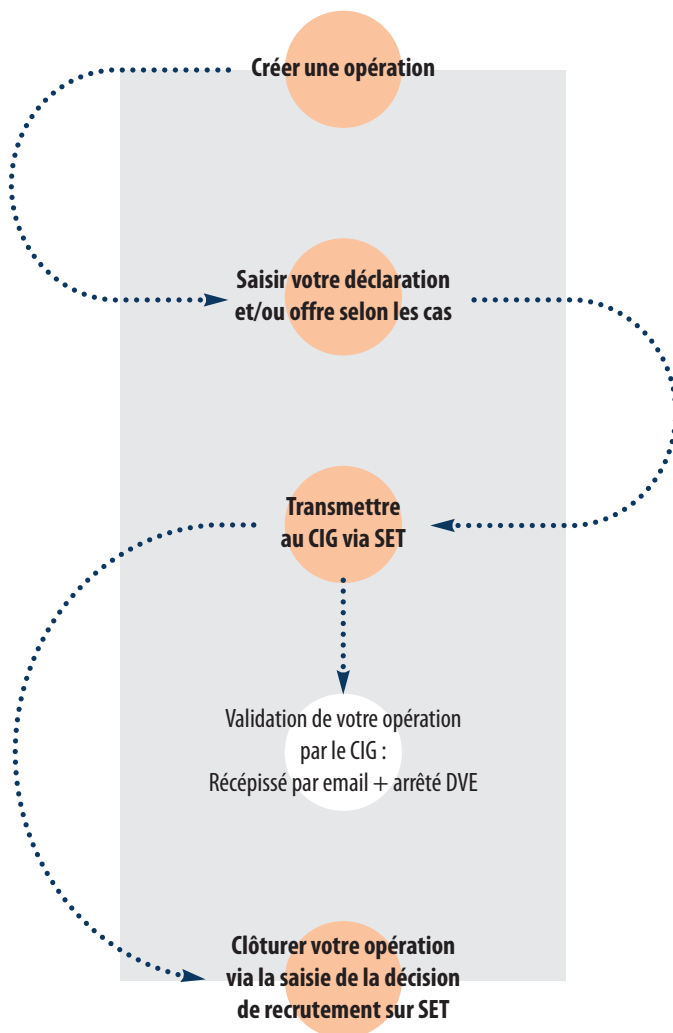 Créer une opération
Saisir votre déclaration
et/ou offre selon les cas
Transmettre
au CIG via SET
Validation de votre opération
par le CIG :
Récépissé par email + arrêté DVE
Clôturer votre opération
via la saisie de la décision
de recrutement sur SET